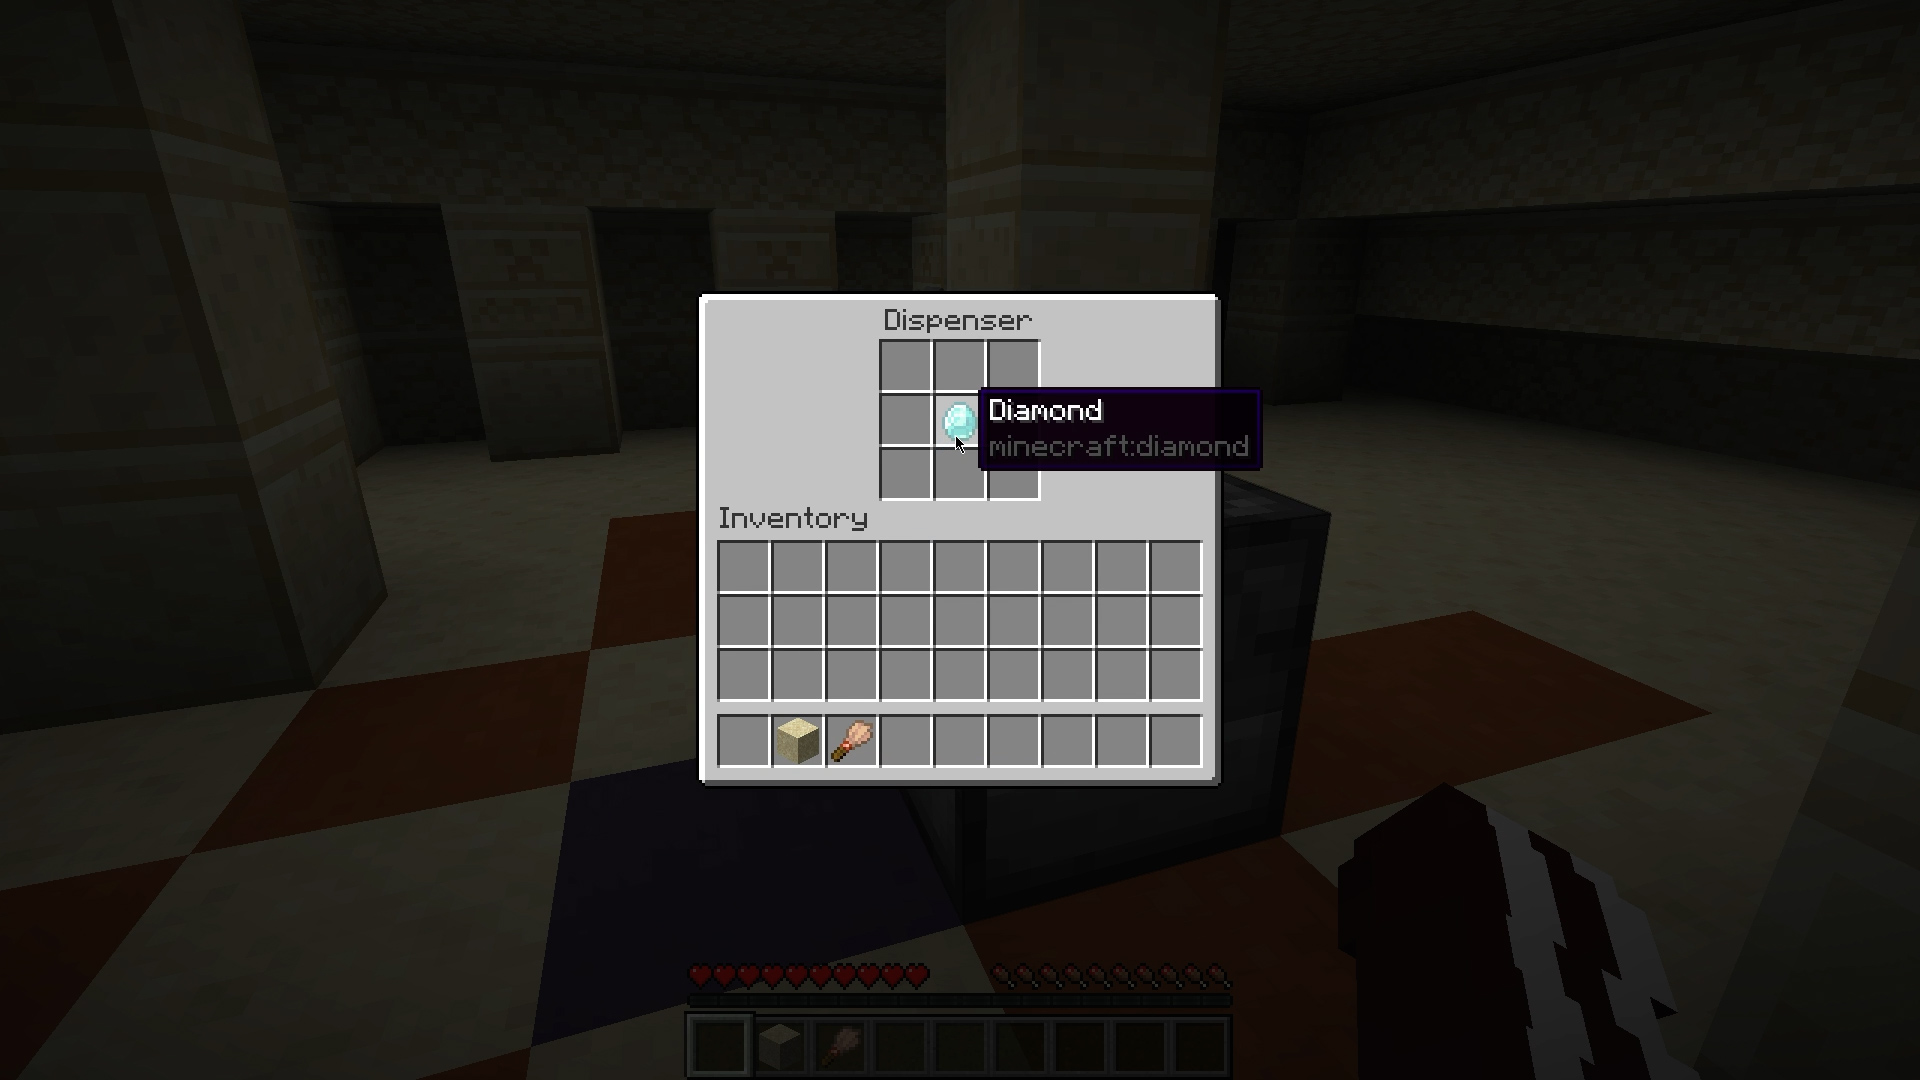 Dispenser
Diamond
minecraft:diamond
Inventory